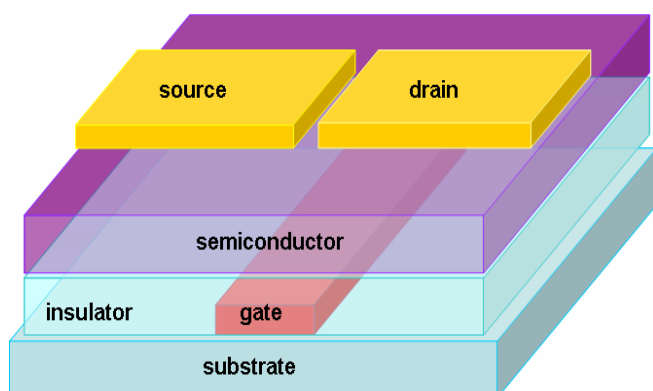 source
drain
semiconductor
insulator
gate
substrate